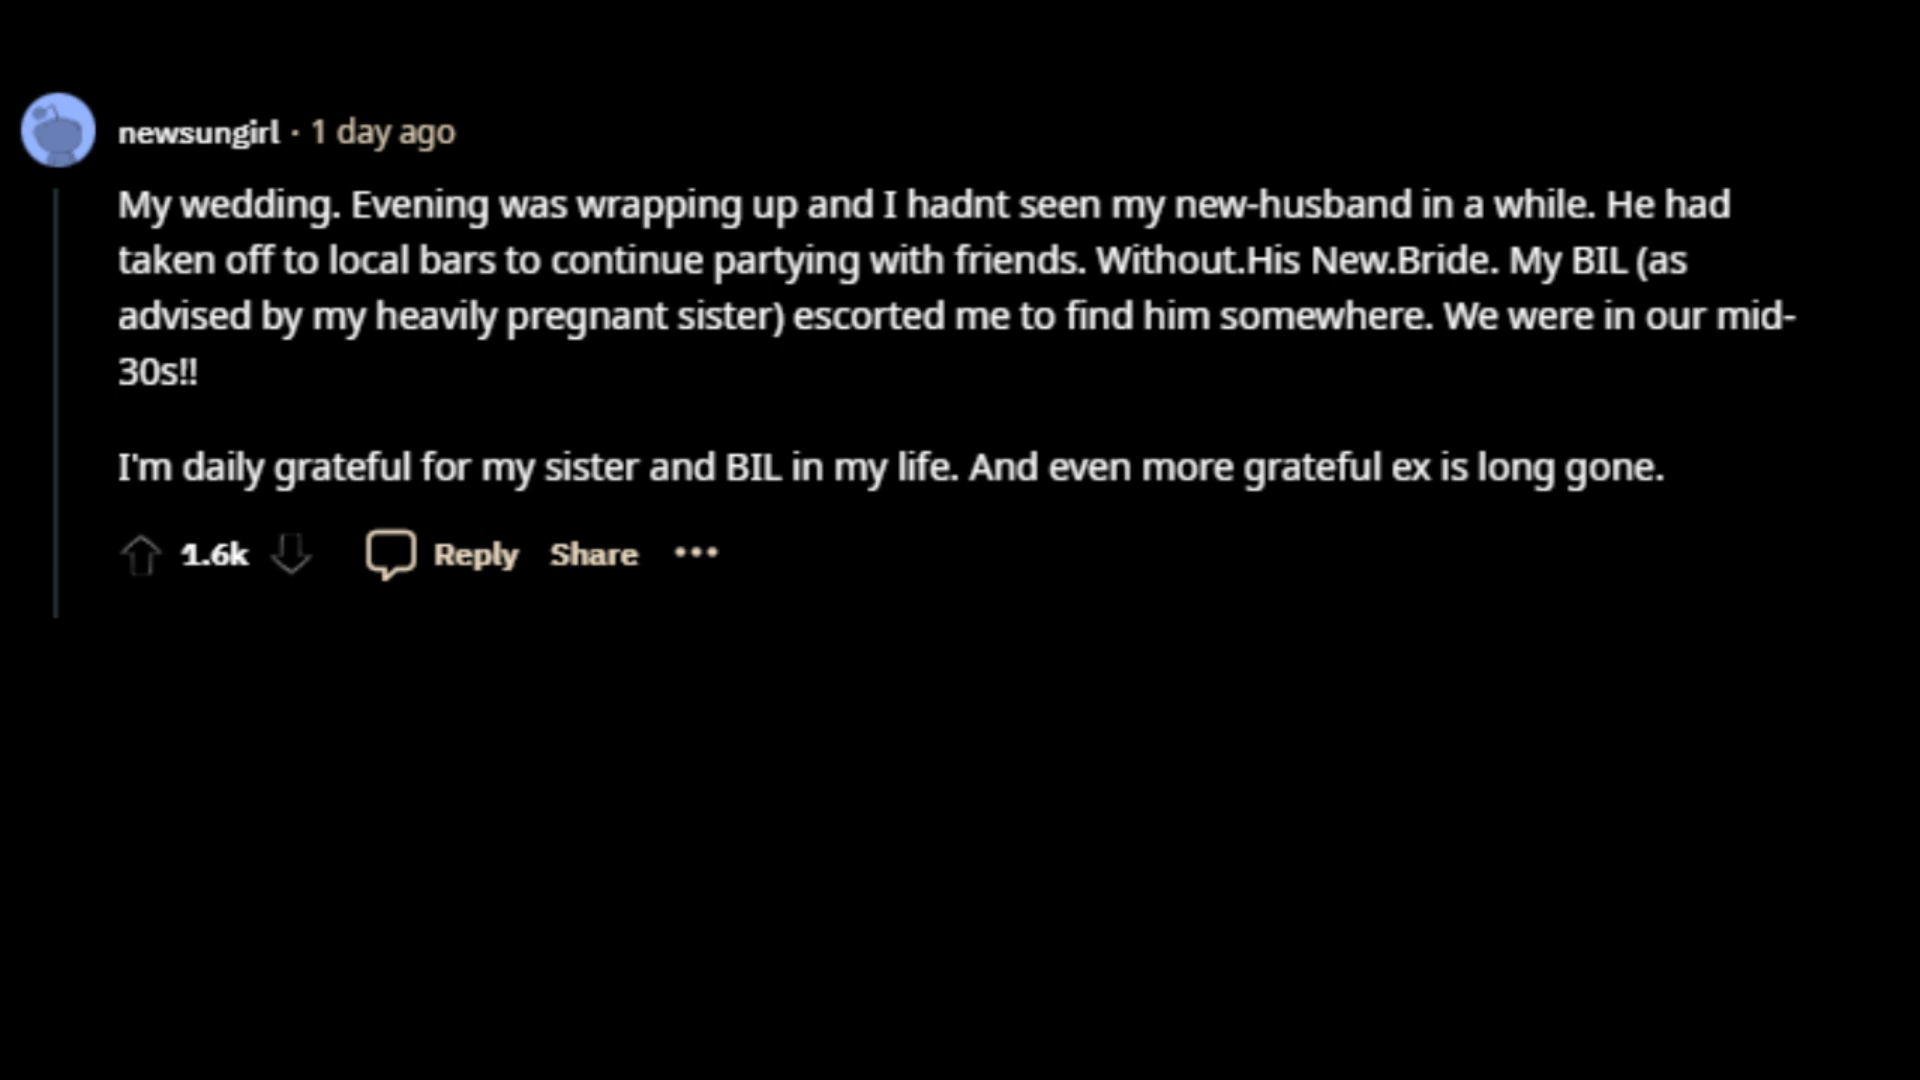 newsungirl · 1 day ago
My wedding. Evening was wrapping up and I hadnt seen my new-husband in a while. He had
taken off to local bars to continue partying with friends. Without.His New.Bride. My BIL (as
advised by my heavily pregnant sister) escorted me to find him somewhere. We were in our mid-
30s!!
I'm daily grateful for my sister and BIL in my life. And even more grateful ex is long gone.
1.6k Reply Share •••